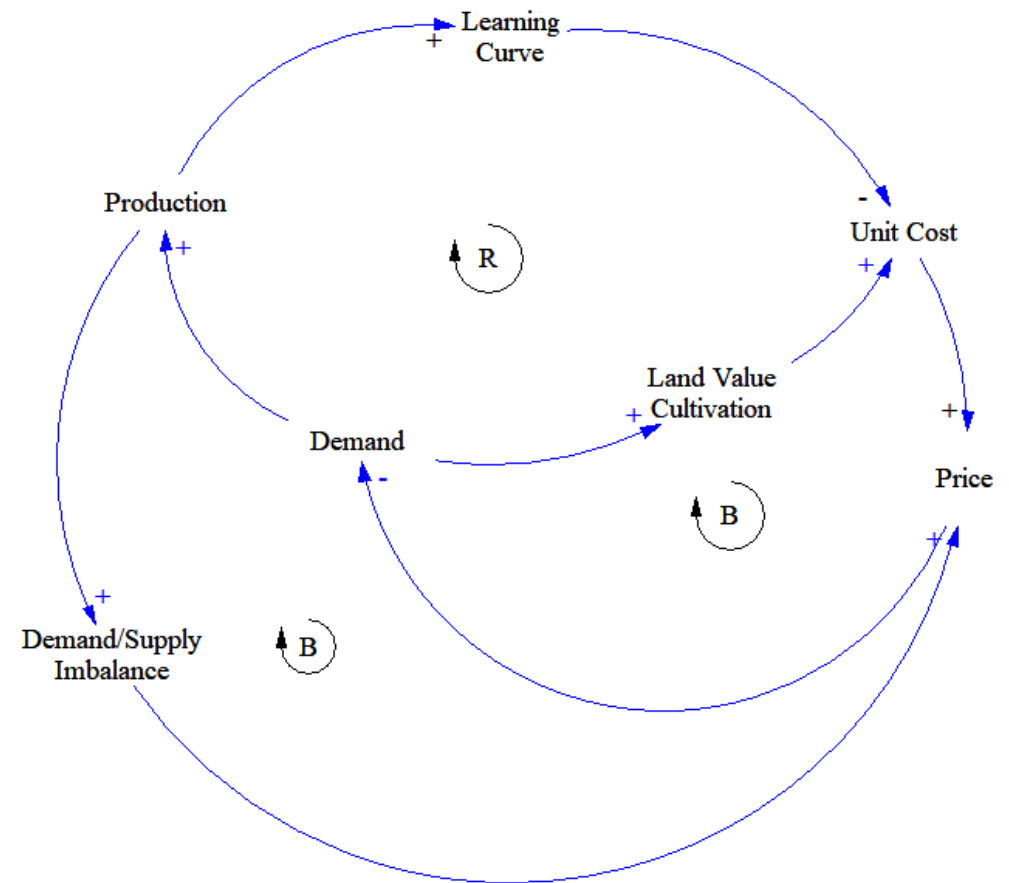 Learning
Curve
+
Production
-
Unit Cost
+
+
R
Land Value
Cultivation
+
+
Demand
-
Price
B
+
+
Demand/Supply
Imbalance
B